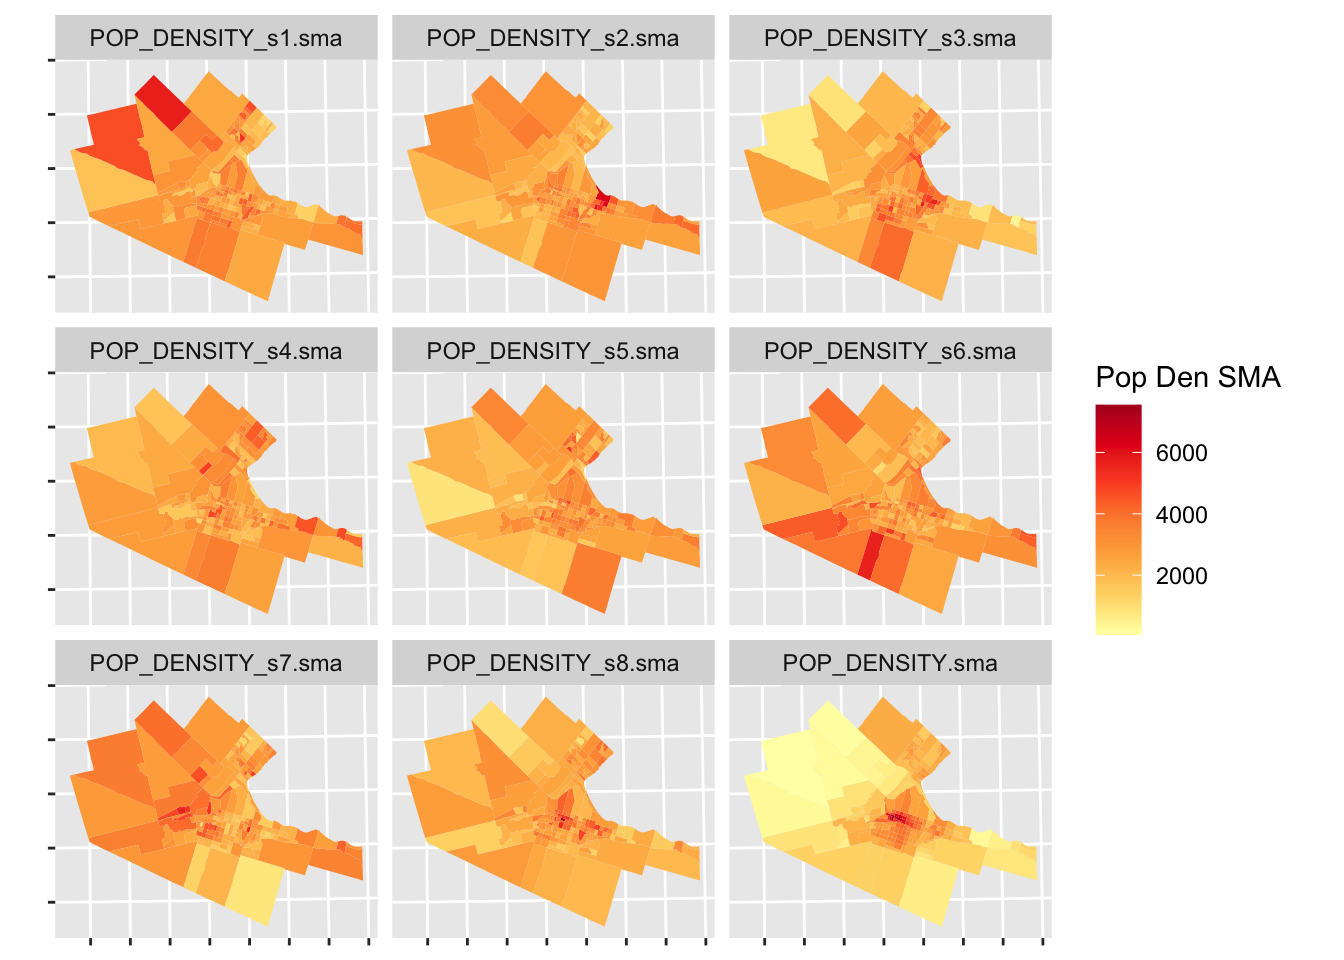 POP_DENSITY_s1.sma
POP_DENSITY_s2.sma
POP_DENSITY_s3.sma
POP_DENSITY_s4.sma
POP_DENSITY_s5.sma
POP_DENSITY_s6.sma
Pop Den SMA
6000
4000
2000
POP_DENSITY_s7.sma
POP_DENSITY_s8.sma
POP_DENSITY.sma